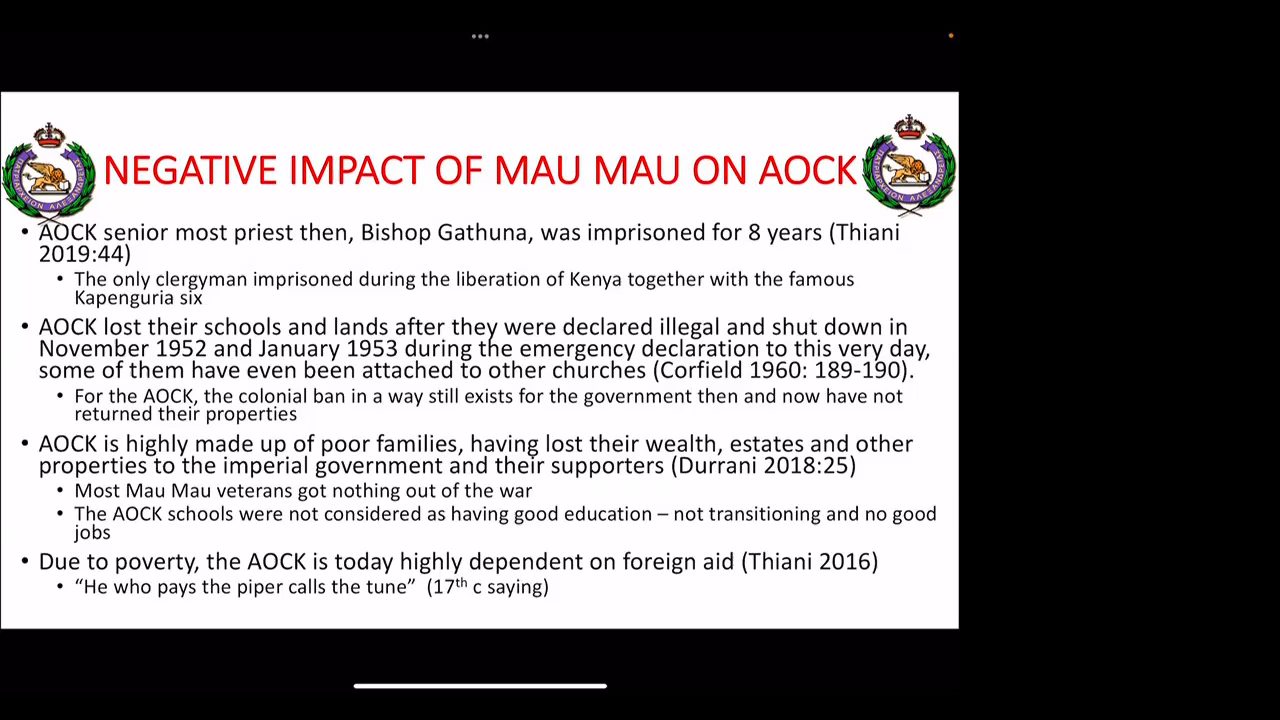 NEGATIVE IMPACT OF MAU MAU ON AOCK
• AOCK senior most priest then, Bishop Gathuna, was imprisoned for 8 years (Thiani
2019:44)
• The only clergyman imprisoned during the liberation of Kenya together with the famous
Kapenguria six
• AOCK lost their schools and lands after they were declared illegal and shut down in
November 1952 and January 1953 during the emergency declaration to this very day,
some of them have even been attached to other churches (Corfield 1960: 189-190).
• For the AOCK, the colonial ban in a way still exists for the government then and now have not
returned their properties
• AOCK is highly made up of poor families, having lost their wealth, estates and other
properties to the imperial government and their supporters (Durrani 2018:25)
• Most Mau Mau veterans got nothing out of the war
• The AOCK schools were not considered as having good education – not transitioning and no good
jobs
• Due to poverty, the AOCK is today highly dependent on foreign aid (Thiani 2016)
• “He who pays the piper calls the tune” (17th c saying)